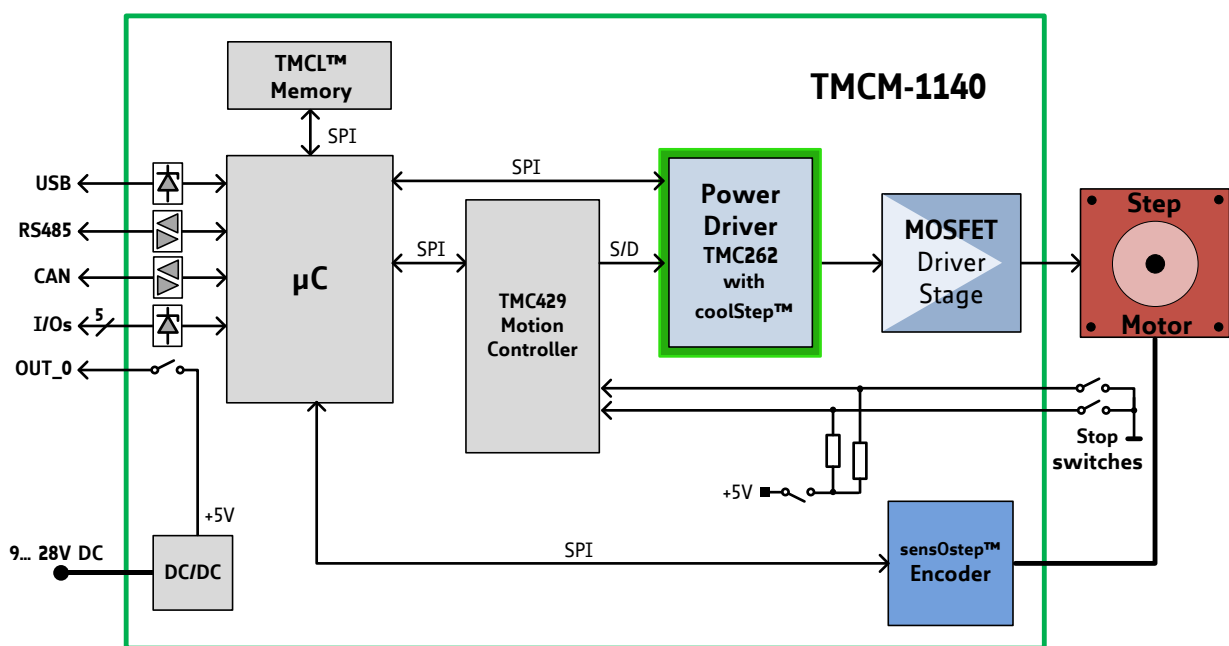 TMCL™
Memory
TMCM-1140
SPI
USB
RS485
CAN
I/Os
5
OUT_0
µC
SPI
SPI
TMC429
Motion
Controller
S/D
Power
Driver
TMC262
with
coolStep™
MOSFET
Driver
Stage
Step
Motor
Stop
switches
+5V
+5V
9... 28V DC
DC/DC
SPI
sensOstep™
Encoder